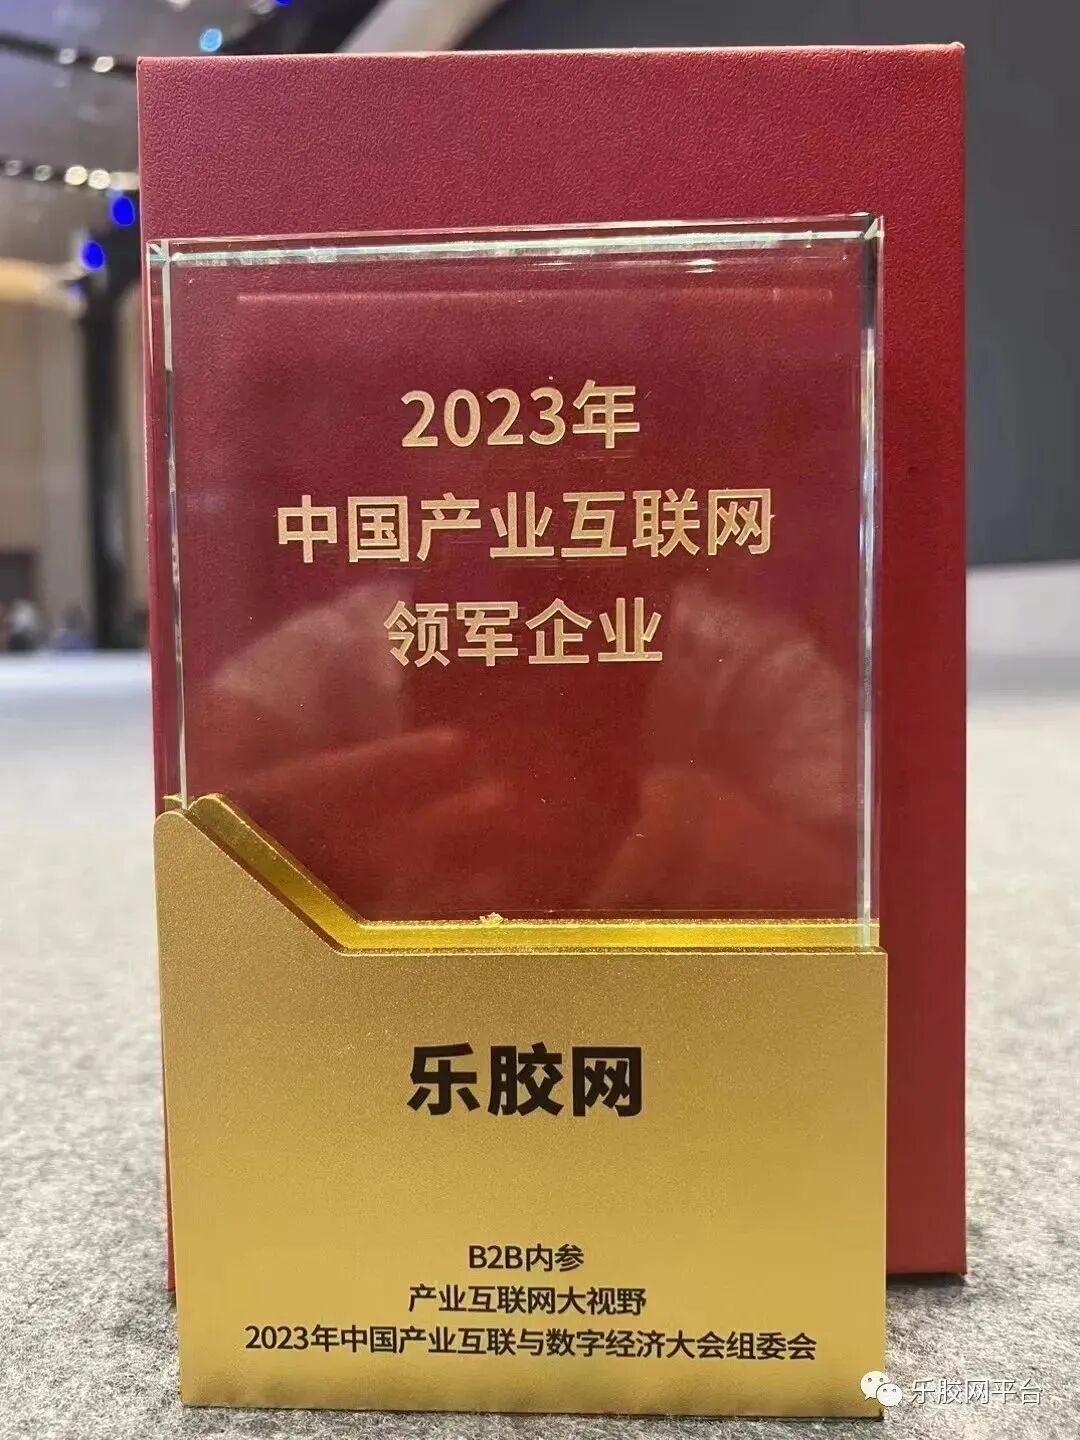 2023年
中国产业互联网
领军企业
乐胶网
B2B内参
产业互联网大视野
2023年中国产业互联与数字经济大会组委会
乐胶网平台